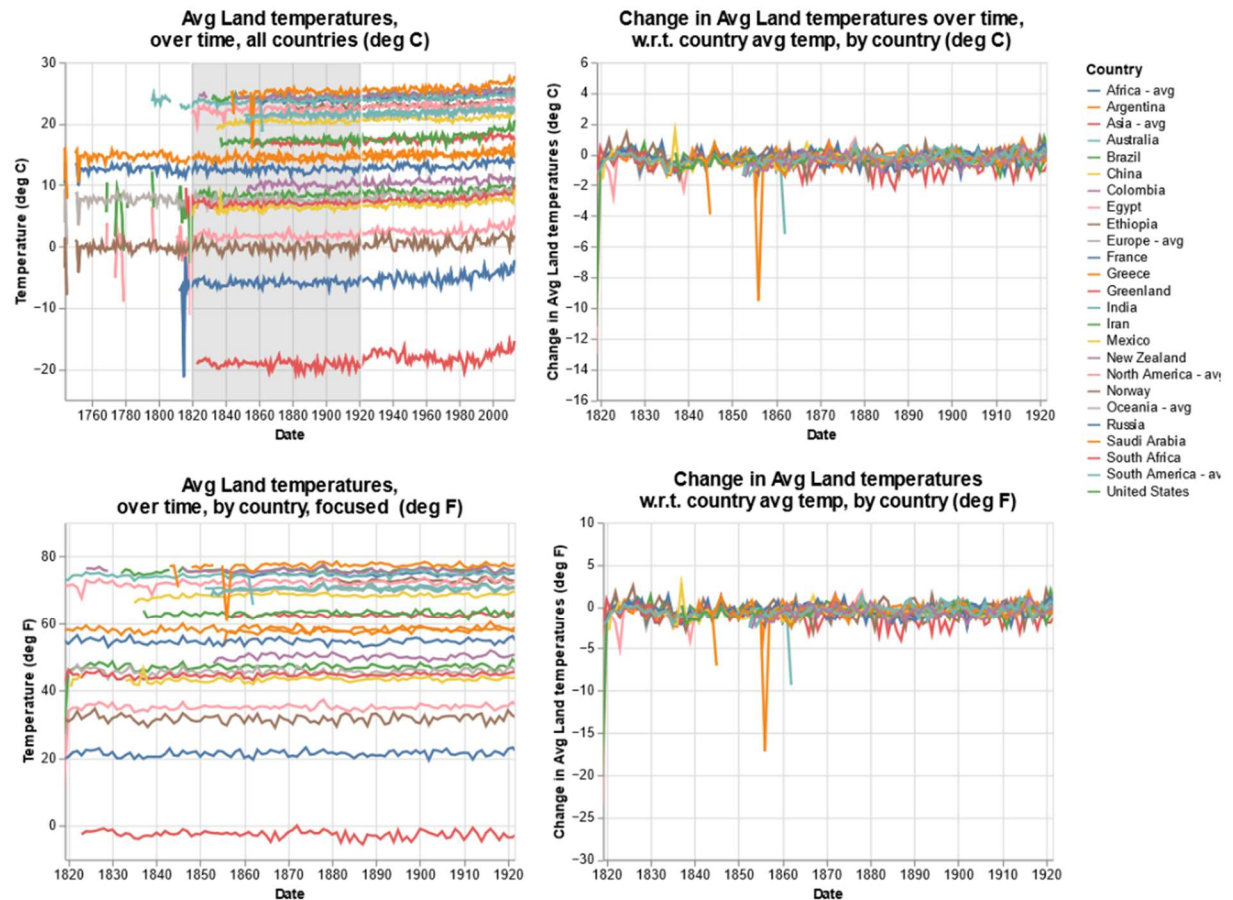 Avg Land temperatures,
over time, all countries (deg C)
30
20
10
0
−10
−20
Temperature (deg C)
1760 1780 1800 1820 1840 1860 1880 1900 1920 1940 1960 1980 2000
Date
Change in Avg Land temperatures over time,
w.r.t. country avg temp, by country (deg C)
6
4
2
0
−2
−4
−6
−8
−10
−12
−14
−16
Change in Avg Land temperatures (deg C)
1820 1830 1840 1850 1860 1870 1880 1890 1900 1910 1920
Date
Country
Africa - avg
Argentina
Asia - avg
Australia
Brazil
China
Colombia
Egypt
Ethiopia
Europe - avg
France
Greece
Greenland
India
Iran
Mexico
New Zealand
North America - avg
Norway
Oceania - avg
Russia
Saudi Arabia
South Africa
South America - av
United States
Avg Land temperatures,
over time, by country, focused (deg F)
80
60
40
20
0
Temperature (deg F)
1820 1830 1840 1850 1860 1870 1880 1890 1900 1910 1920
Date
Change in Avg Land temperatures
w.r.t. country avg temp, by country (deg F)
10
5
0
−5
−10
−15
−20
−25
−30
Change in Avg Land temperatures (deg F)
1820 1830 1840 1850 1860 1870 1880 1890 1900 1910 1920
Date